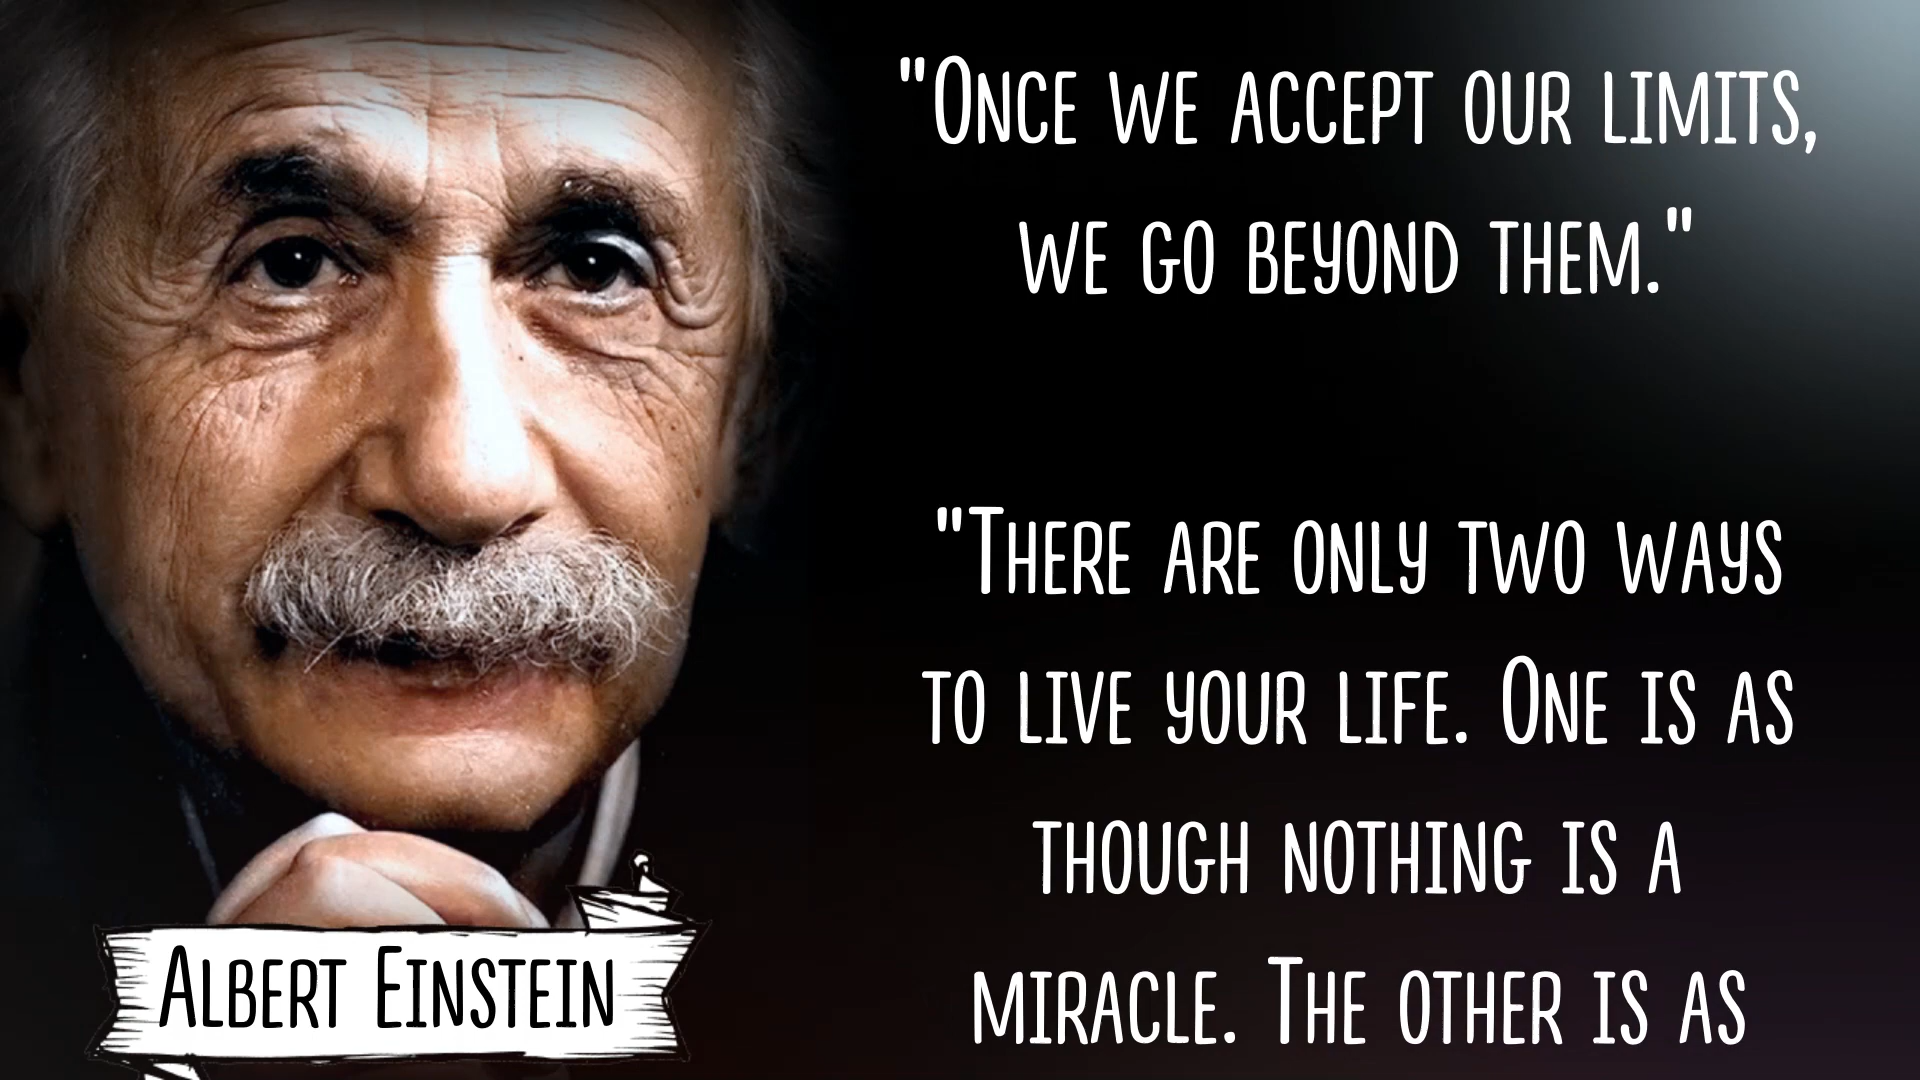 "Once we accept our limits,
we go beyond them."
"There are only two ways
to live your life. One is as
though nothing is a
miracle. The other is as
Albert Einstein